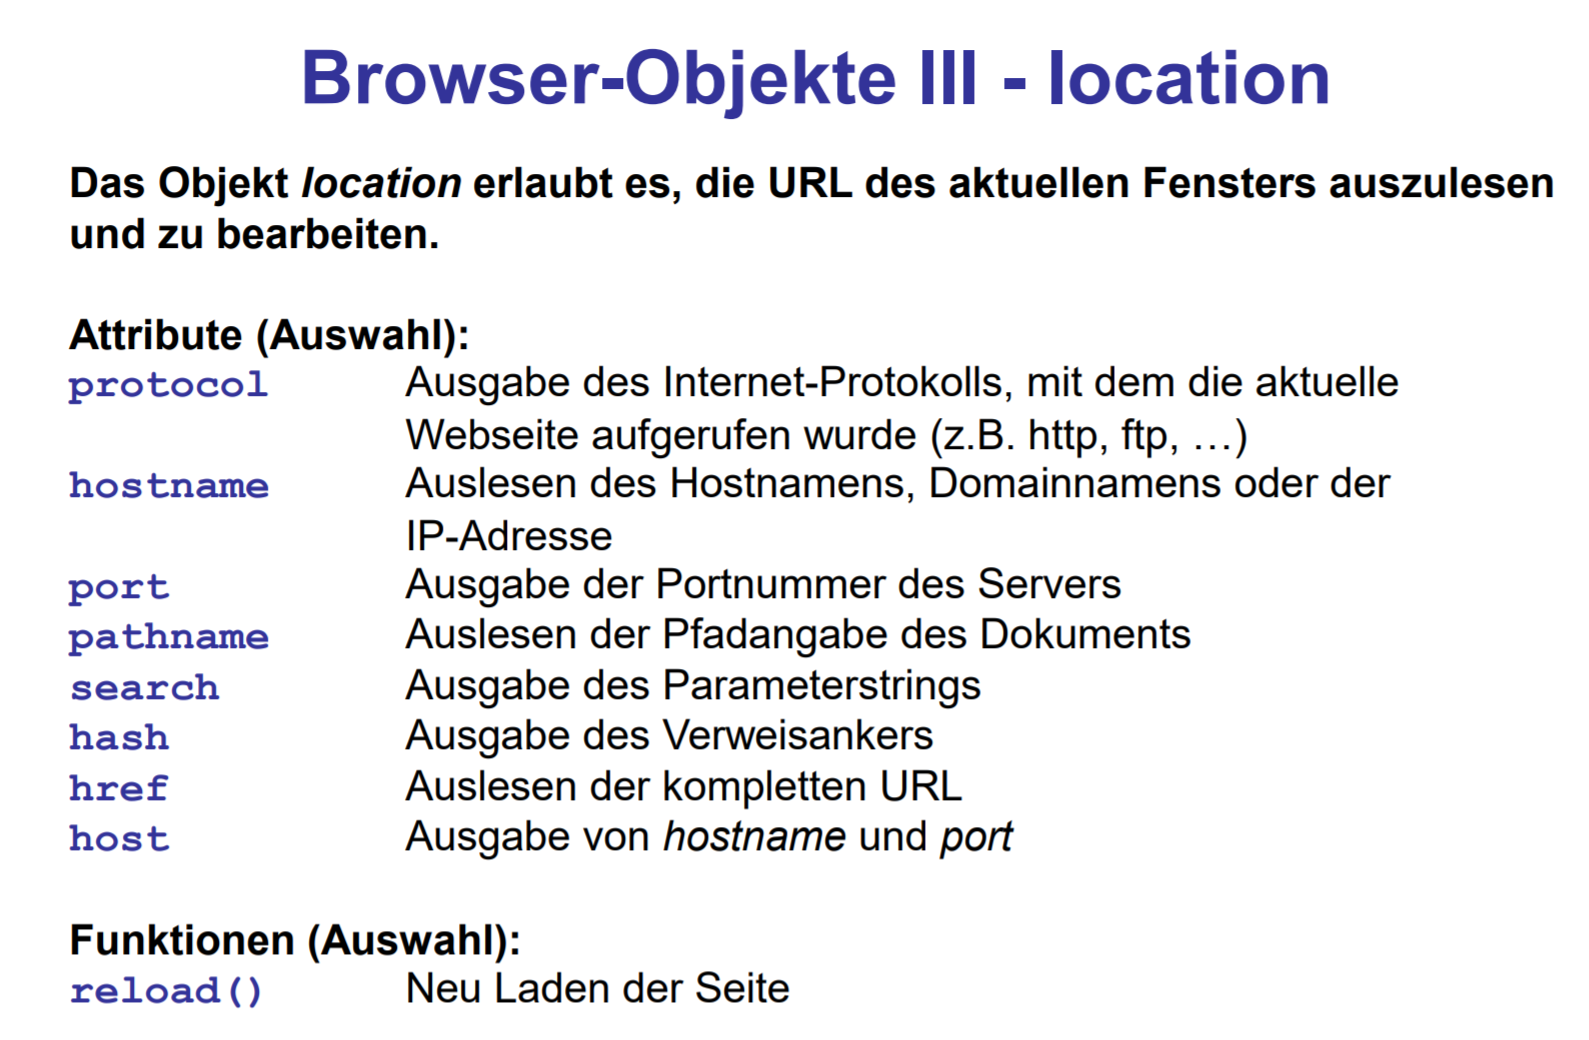 Browser-Objekte III - location
Das Objekt location erlaubt es, die URL des aktuellen Fensters auszulesen
und zu bearbeiten.
Attribute (Auswahl):
protocol Ausgabe des Internet-Protokolls, mit dem die aktuelle
Webseite aufgerufen wurde (z.B. http, ftp, …)
hostname Auslesen des Hostnamens, Domainnamens oder der
IP-Adresse
port Ausgabe der Portnummer des Servers
pathname Auslesen der Pfadangabe des Dokuments
search Ausgabe des Parameterstrings
hash Ausgabe des Verweisankers
href Auslesen der kompletten URL
host Ausgabe von hostname und port
Funktionen (Auswahl):
reload() Neu Laden der Seite